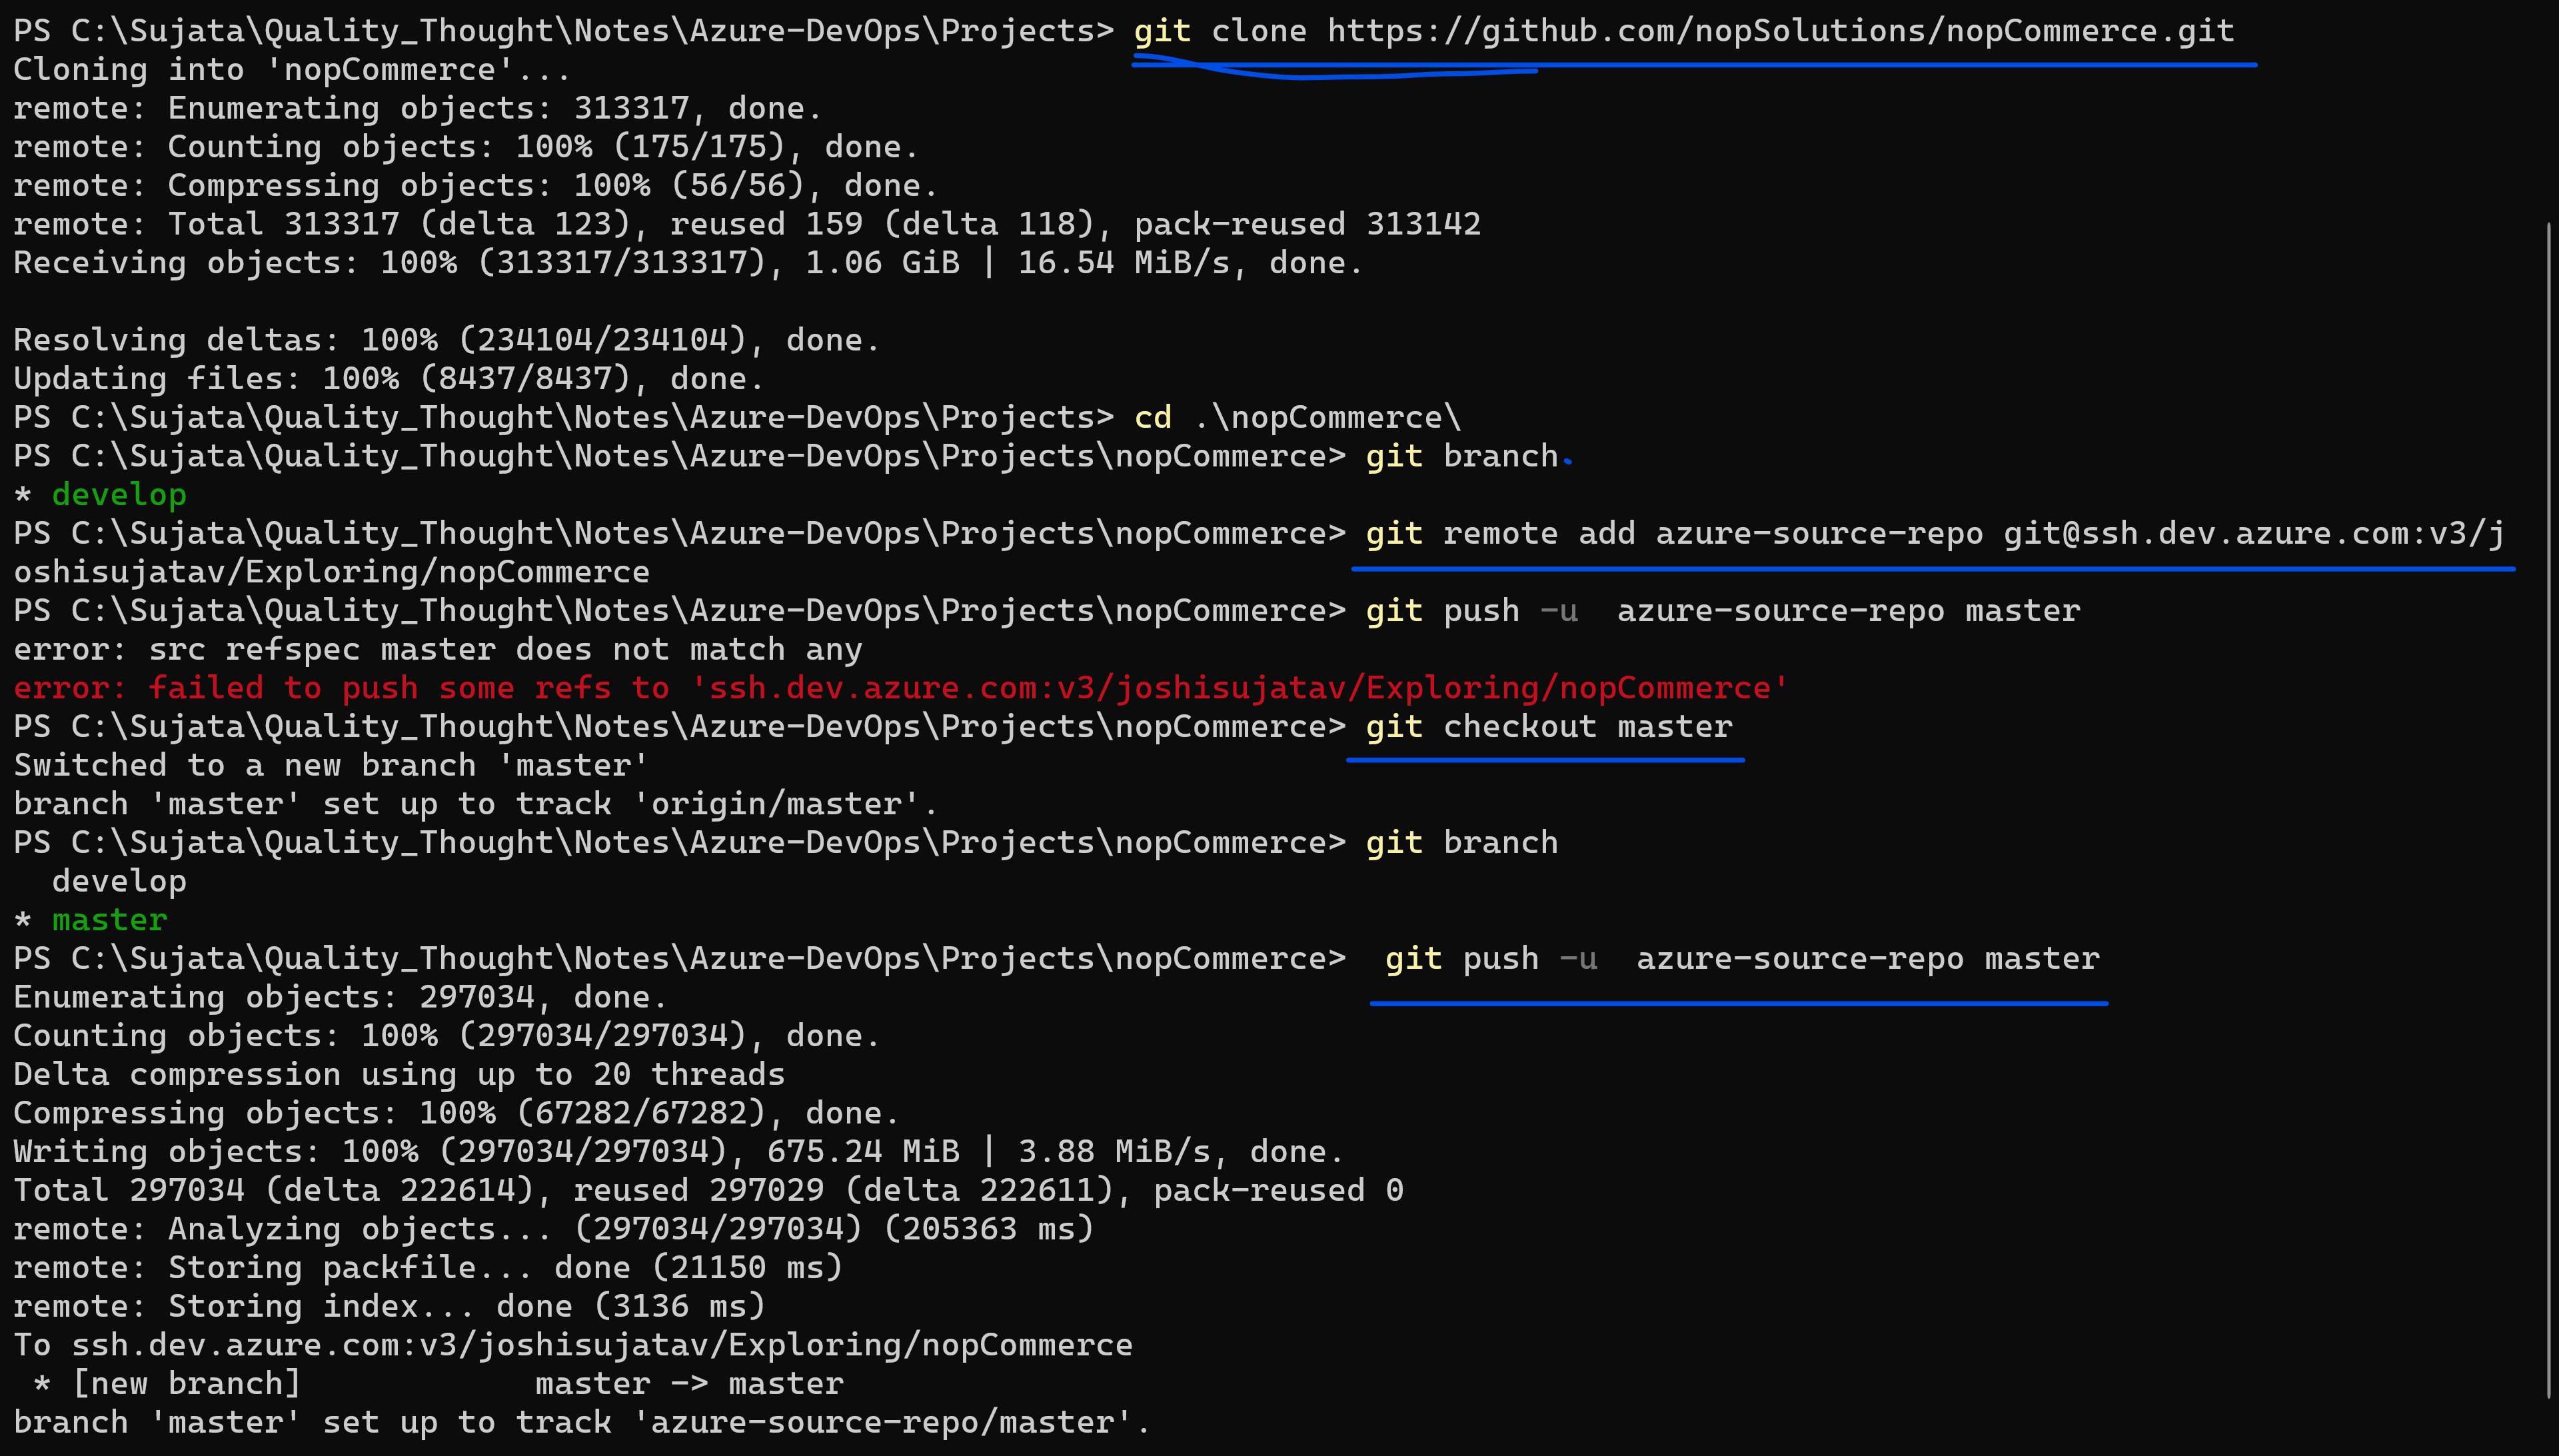 PS C:\Sujata\Quality_Thought\Notes\Azure-DevOps\Projects> git clone https://github.com/nopSolutions/nopCommerce.git
Cloning into 'nopCommerce'...
remote: Enumerating objects: 313317, done.
remote: Counting objects: 100% (175/175), done.
remote: Compressing objects: 100% (56/56), done.
remote: Total 313317 (delta 123), reused 159 (delta 118), pack-reused 313142
Receiving objects: 100% (313317/313317), 1.06 GiB | 16.54 MiB/s, done.
Resolving deltas: 100% (234104/234104), done.
Updating files: 100% (8437/8437), done.
PS C:\Sujata\Quality_Thought\Notes\Azure-DevOps\Projects> cd .\nopCommerce\
PS C:\Sujata\Quality_Thought\Notes\Azure-DevOps\Projects\nopCommerce> git branch
* develop
PS C:\Sujata\Quality_Thought\Notes\Azure-DevOps\Projects\nopCommerce> git remote add azure-source-repo git@ssh.dev.azure.com:v3/j
oshisujatav/Exploring/nopCommerce
PS C:\Sujata\Quality_Thought\Notes\Azure-DevOps\Projects\nopCommerce> git push -u  azure-source-repo master
error: src refspec master does not match any
error: failed to push some refs to 'ssh.dev.azure.com:v3/joshisujatav/Exploring/nopCommerce'
PS C:\Sujata\Quality_Thought\Notes\Azure-DevOps\Projects\nopCommerce> git checkout master
Switched to a new branch 'master'
branch 'master' set up to track 'origin/master'.
PS C:\Sujata\Quality_Thought\Notes\Azure-DevOps\Projects\nopCommerce> git branch
  develop
* master
PS C:\Sujata\Quality_Thought\Notes\Azure-DevOps\Projects\nopCommerce>  git push -u  azure-source-repo master
Enumerating objects: 297034, done.
Counting objects: 100% (297034/297034), done.
Delta compression using up to 20 threads
Compressing objects: 100% (67282/67282), done.
Writing objects: 100% (297034/297034), 675.24 MiB | 3.88 MiB/s, done.
Total 297034 (delta 222614), reused 297029 (delta 222611), pack-reused 0
remote: Analyzing objects... (297034/297034) (205363 ms)
remote: Storing packfile... done (21150 ms)
remote: Storing index... done (3136 ms)
To ssh.dev.azure.com:v3/joshisujatav/Exploring/nopCommerce
 * [new branch]            master -> master
branch 'master' set up to track 'azure-source-repo/master'.